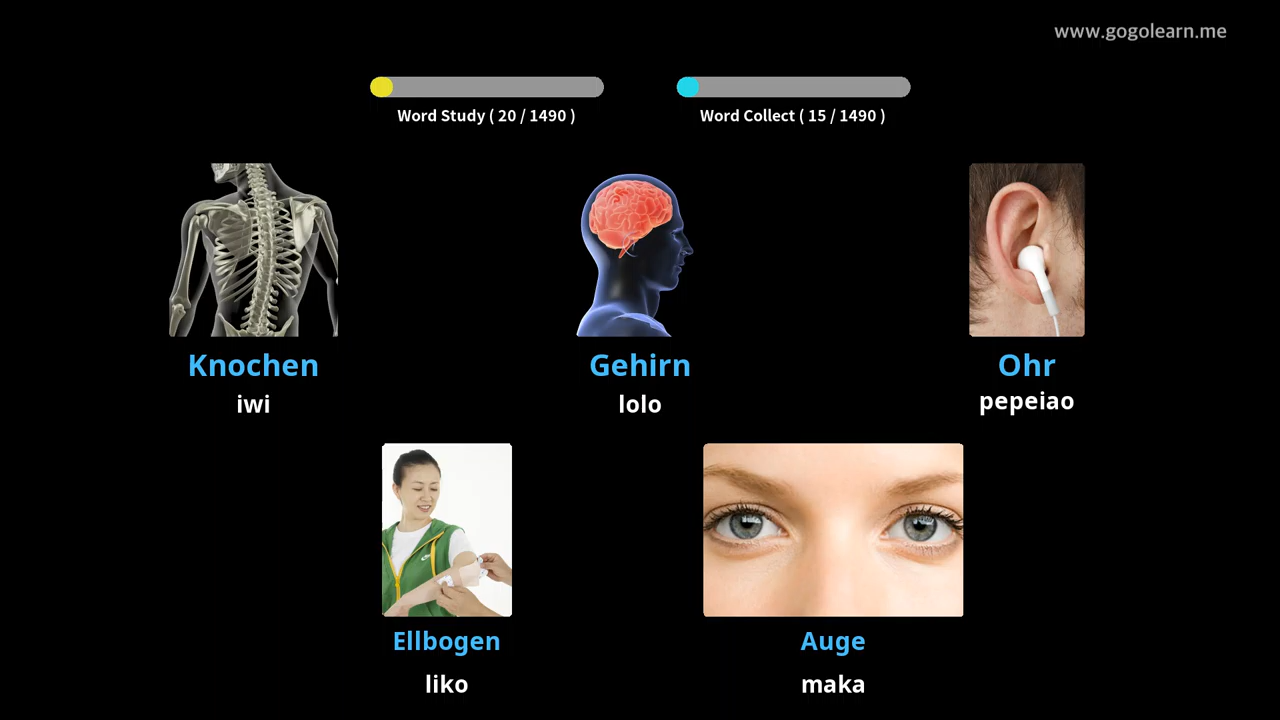 www.gogolearn.me
Word Study ( 20 / 1490 )
Word Collect ( 15 / 1490 )
Knochen
iwi
Gehirn
lolo
Ohr
pepeiao
Ellbogen
liko
Auge
maka